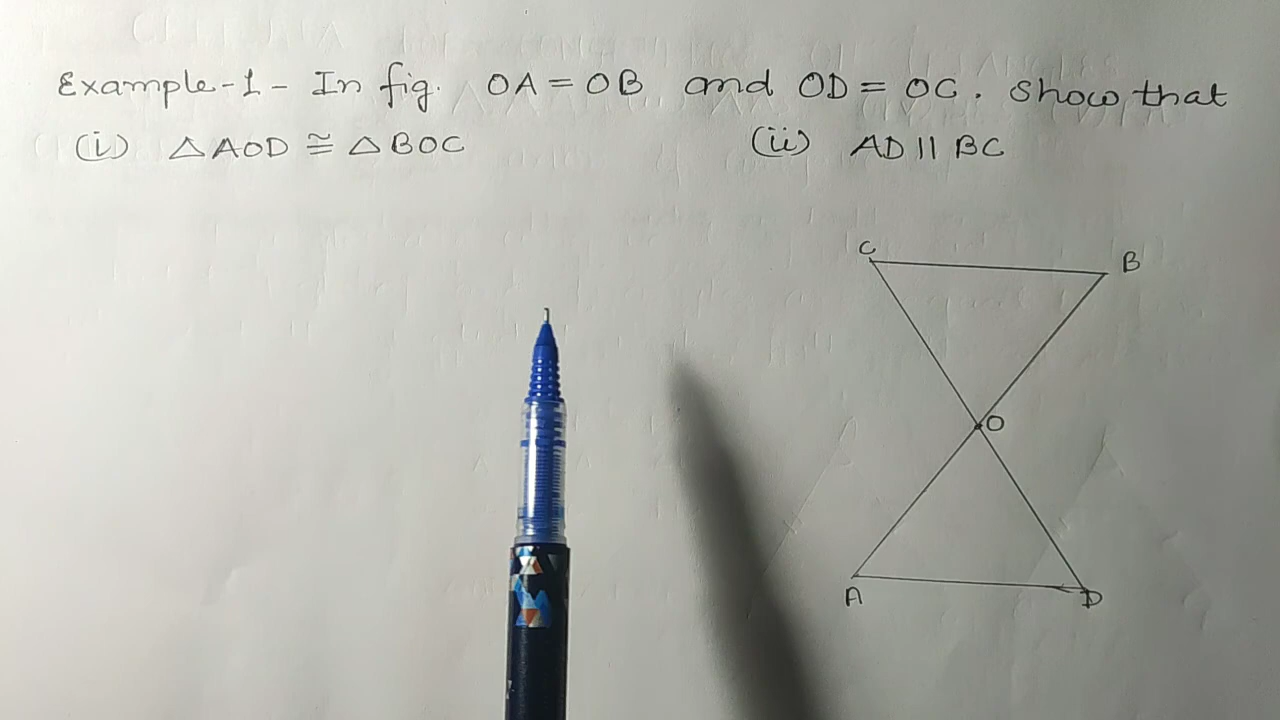 Example-1- In fig. OA = OB and OD = OC. Show that
(i) △AOD ≅ △BOC (ii) AD || BC
C
B
O
A
D